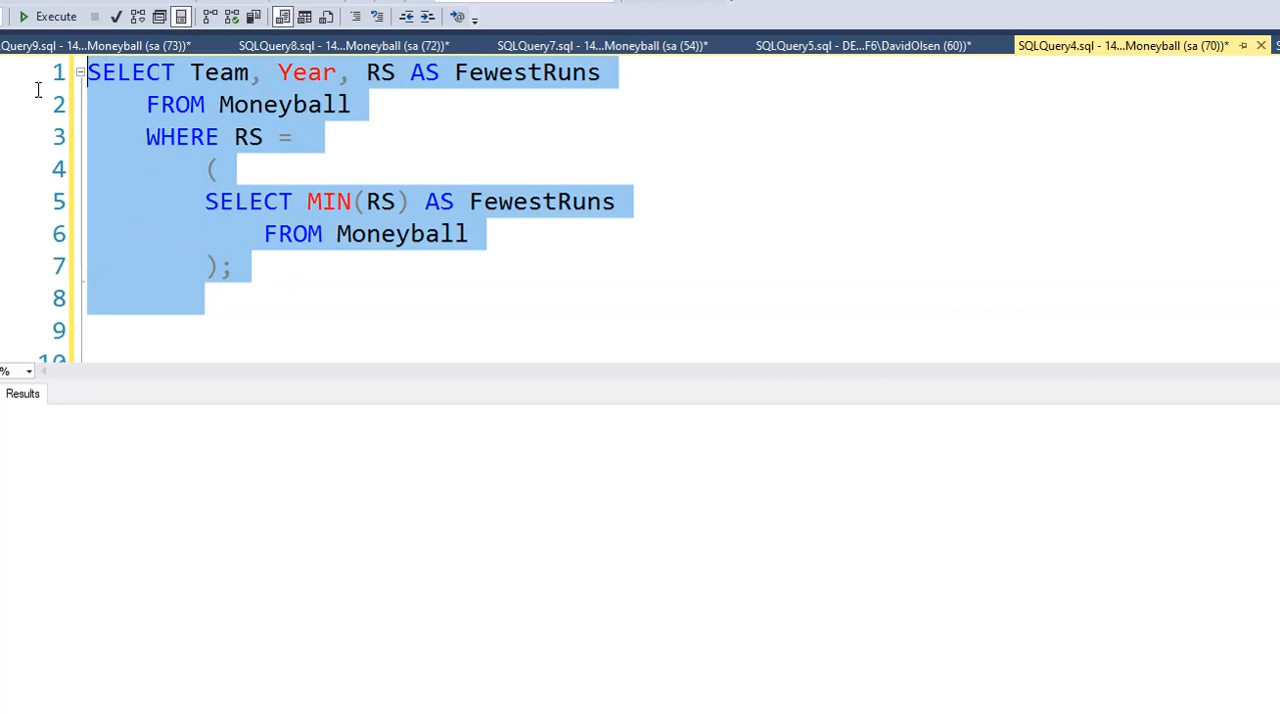 Execute
Query9.sql - 14...Moneyball (sa (73))* SQLQuery8.sql - 14...Moneyball (sa (72))* SQLQuery7.sql - 14...Moneyball (sa (54))* SQLQuery5.sql - DE...F6\DavidOlsen (60))* SQLQuery4.sql - 14...Moneyball (sa (70))* S
1 SELECT Team, Year, RS AS FewestRuns
2 FROM Moneyball
3 WHERE RS =
4 (
5 SELECT MIN(RS) AS FewestRuns
6 FROM Moneyball
7 );
8
9
10
%
Results